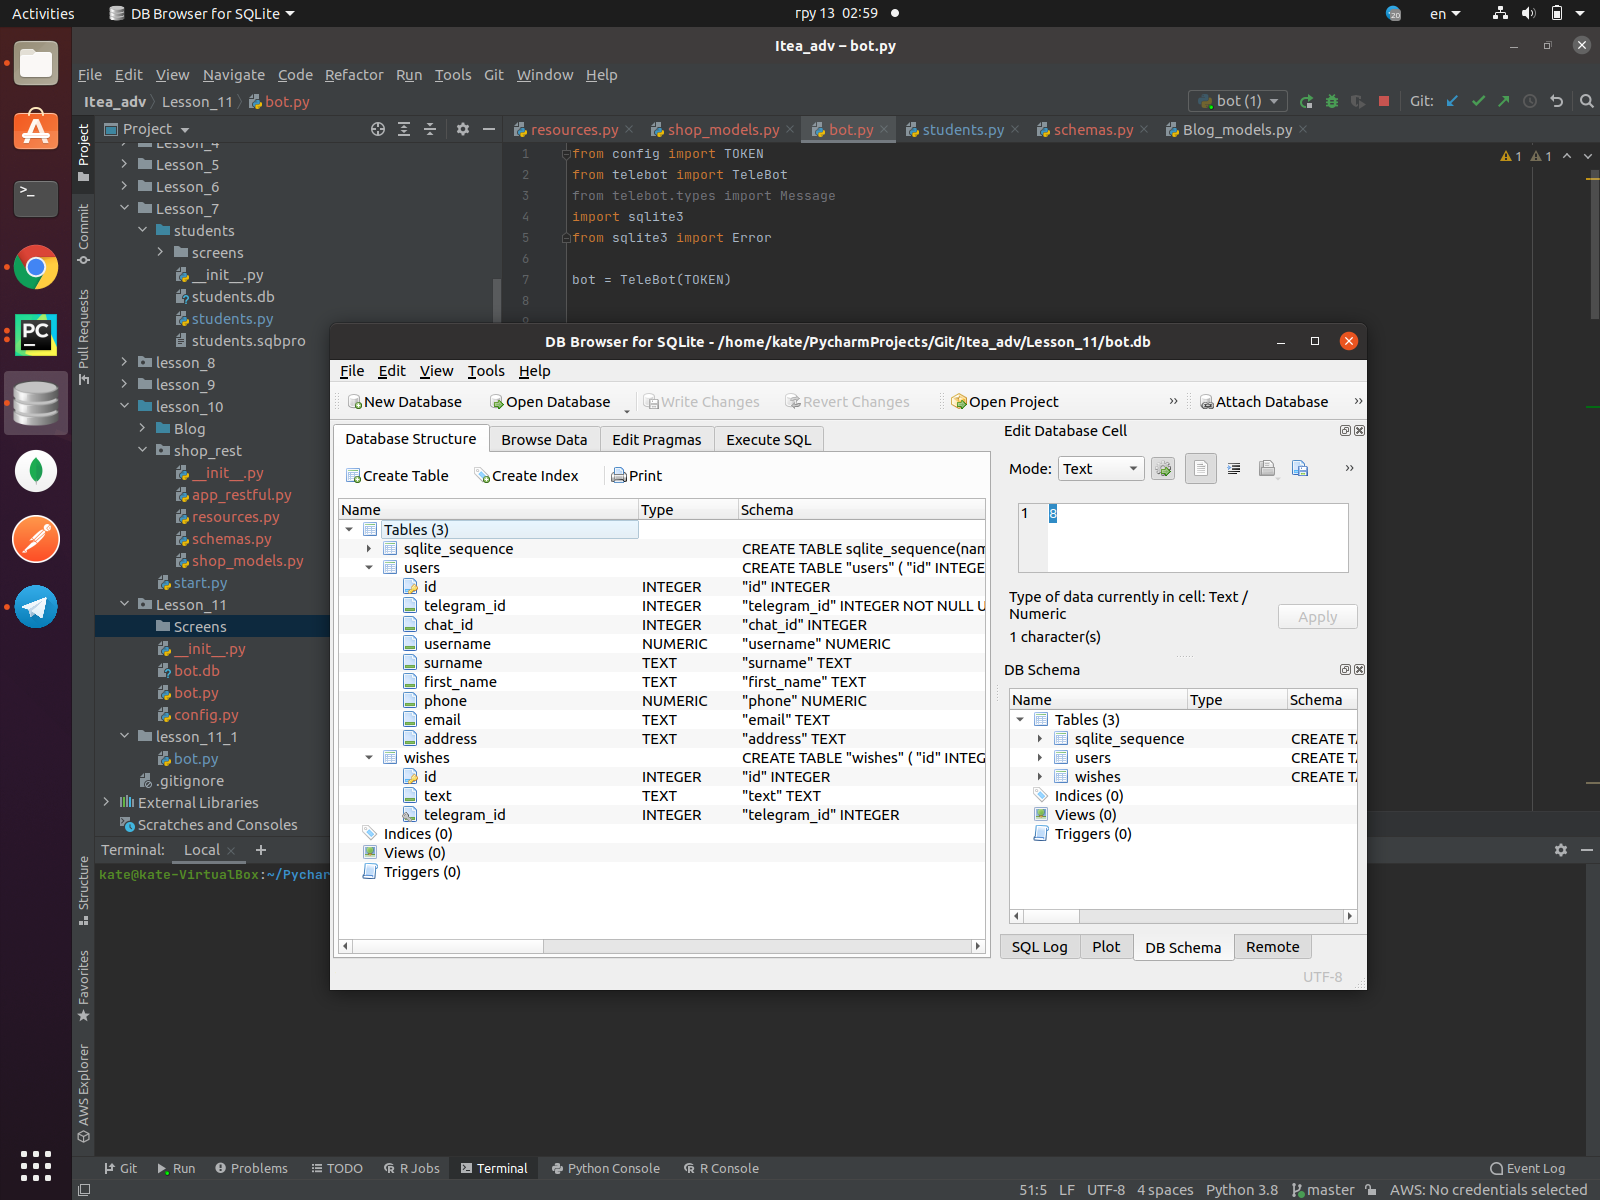 Activities
DB Browser for SQLite
гру 13 02:59
20
en
Itea_adv – bot.py
File Edit View Navigate Code Refactor Run Tools Git Window Help
Itea_adv Lesson_11 bot.py
bot (1)
Git:
Project
resources.py
shop_models.py
bot.py
students.py
schemas.py
Blog_models.py
Project
Commit
Pull Requests
Structure
Favorites
AWS Explorer
Lesson_4
Lesson_5
Lesson_6
Lesson_7
students
screens
__init__.py
students.db
students.py
students.sqbpro
lesson_8
lesson_9
lesson_10
Blog
shop_rest
__init__.py
app_restful.py
resources.py
schemas.py
shop_models.py
start.py
Lesson_11
Screens
__init__.py
bot.db
bot.py
config.py
lesson_11_1
bot.py
.gitignore
External Libraries
Scratches and Consoles
1 from config import TOKEN
2 from telebot import TeleBot
3 from telebot.types import Message
4 import sqlite3
5 from sqlite3 import Error
6
7 bot = TeleBot(TOKEN)
8
9
1 1
DB Browser for SQLite - /home/kate/PycharmProjects/Git/Itea_adv/Lesson_11/bot.db
File Edit View Tools Help
New Database
Open Database
Write Changes
Revert Changes
Open Project
»
Attach Database
»
Database Structure
Browse Data
Edit Pragmas
Execute SQL
Create Table
Create Index
Print
Name Type Schema
Tables (3)
sqlite_sequence CREATE TABLE sqlite_sequence(nam
users CREATE TABLE "users" ( "id" INTEGE
id INTEGER "id" INTEGER
telegram_id INTEGER "telegram_id" INTEGER NOT NULL U
chat_id INTEGER "chat_id" INTEGER
username NUMERIC "username" NUMERIC
surname TEXT "surname" TEXT
first_name TEXT "first_name" TEXT
phone NUMERIC "phone" NUMERIC
email TEXT "email" TEXT
address TEXT "address" TEXT
wishes CREATE TABLE "wishes" ( "id" INTEG
id INTEGER "id" INTEGER
text TEXT "text" TEXT
telegram_id INTEGER "telegram_id" INTEGER
Indices (0)
Views (0)
Triggers (0)
Edit Database Cell
Mode: Text
»
1 8
Type of data currently in cell: Text /
Numeric
1 character(s)
Apply
DB Schema
Name Type Schema
Tables (3)
sqlite_sequence CREATE TA
users CREATE TA
wishes CREATE TA
Indices (0)
Views (0)
Triggers (0)
SQL Log
Plot
DB Schema
Remote
UTF-8
Terminal: Local +
kate@kate-VirtualBox:~/Pychar
PC
>_
Git
Run
Problems
TODO
R Jobs
Terminal
Python Console
R Console
Event Log
51:5 LF UTF-8 4 spaces Python 3.8 master AWS: No credentials selected